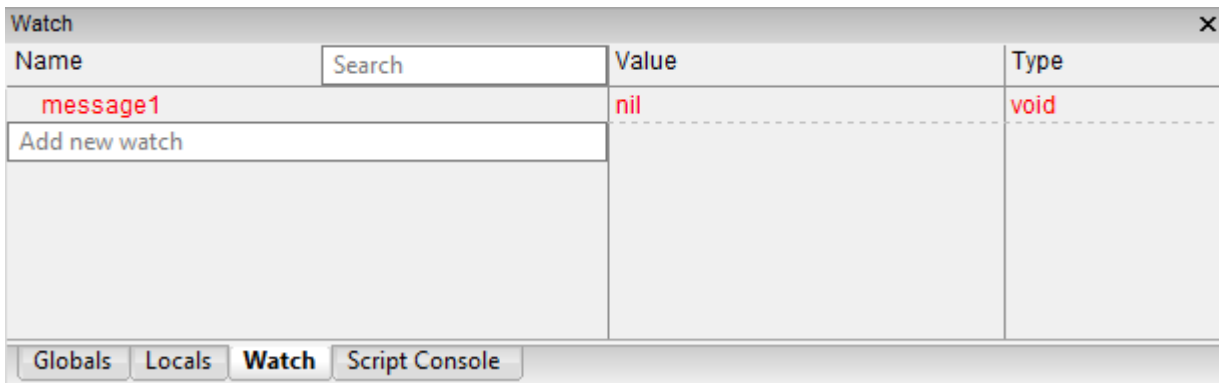 Watch
Name Search Value Type
message1 nil void
Add new watch
Globals Locals Watch Script Console